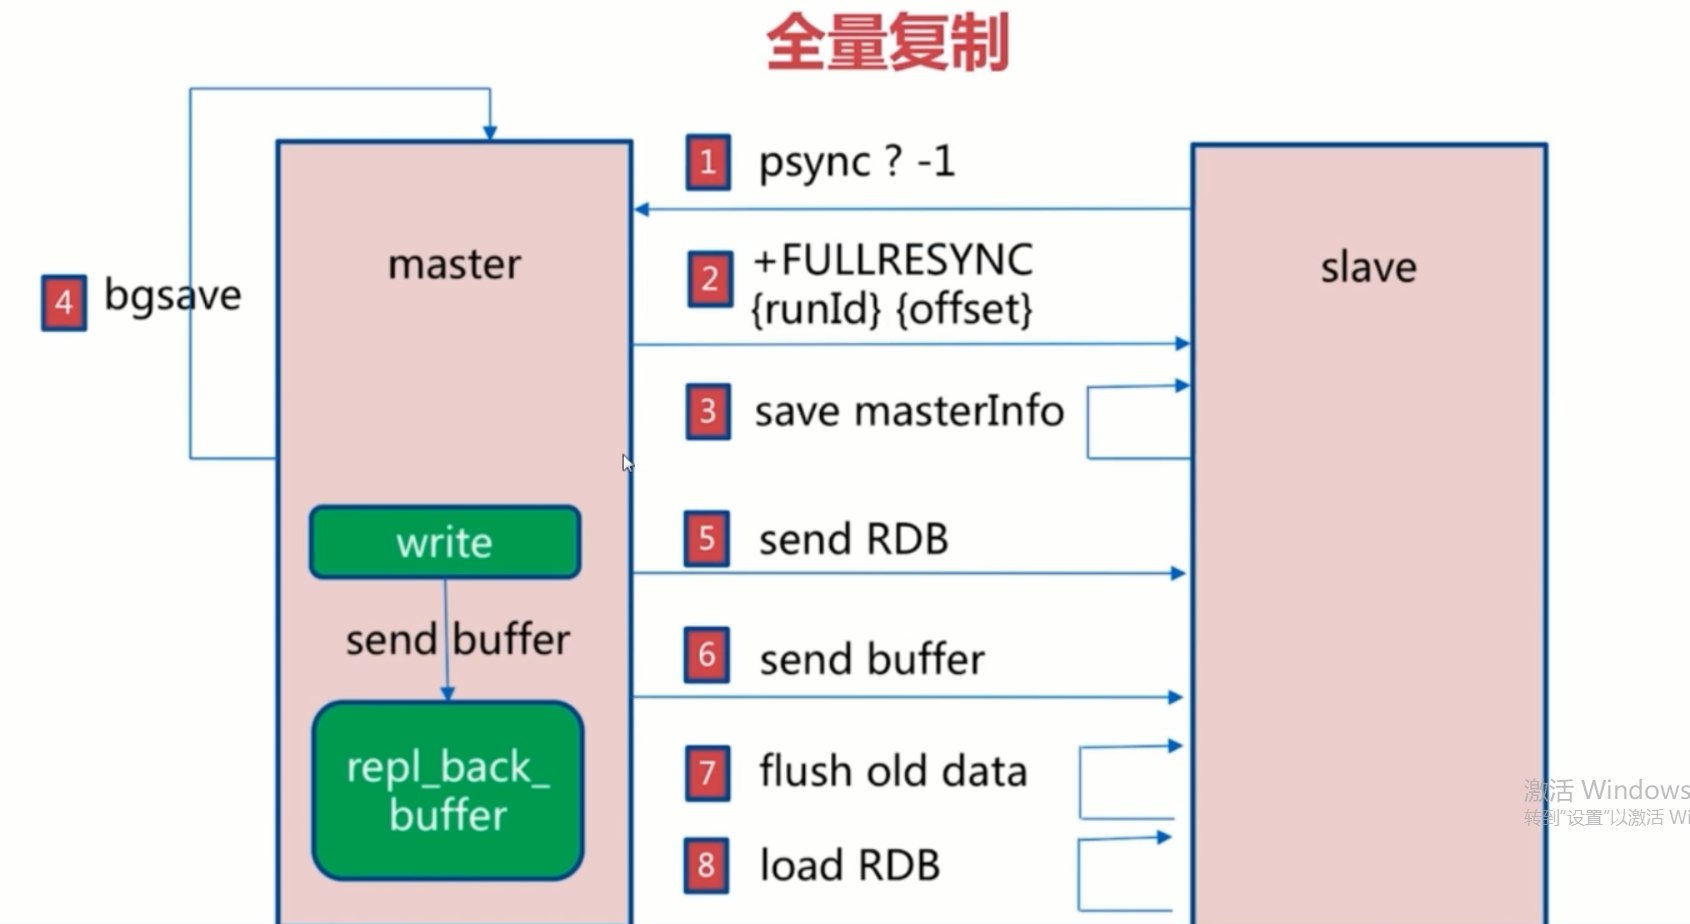 全量复制
1 psync ? -1
master
2 +FULLRESYNC
{runId} {offset}
slave
4 bgsave
3 save masterInfo
write
5 send RDB
send buffer
6 send buffer
repl_back_
buffer
7 flush old data
激活 Windows
转到"设置"以激活 Wi
8 load RDB